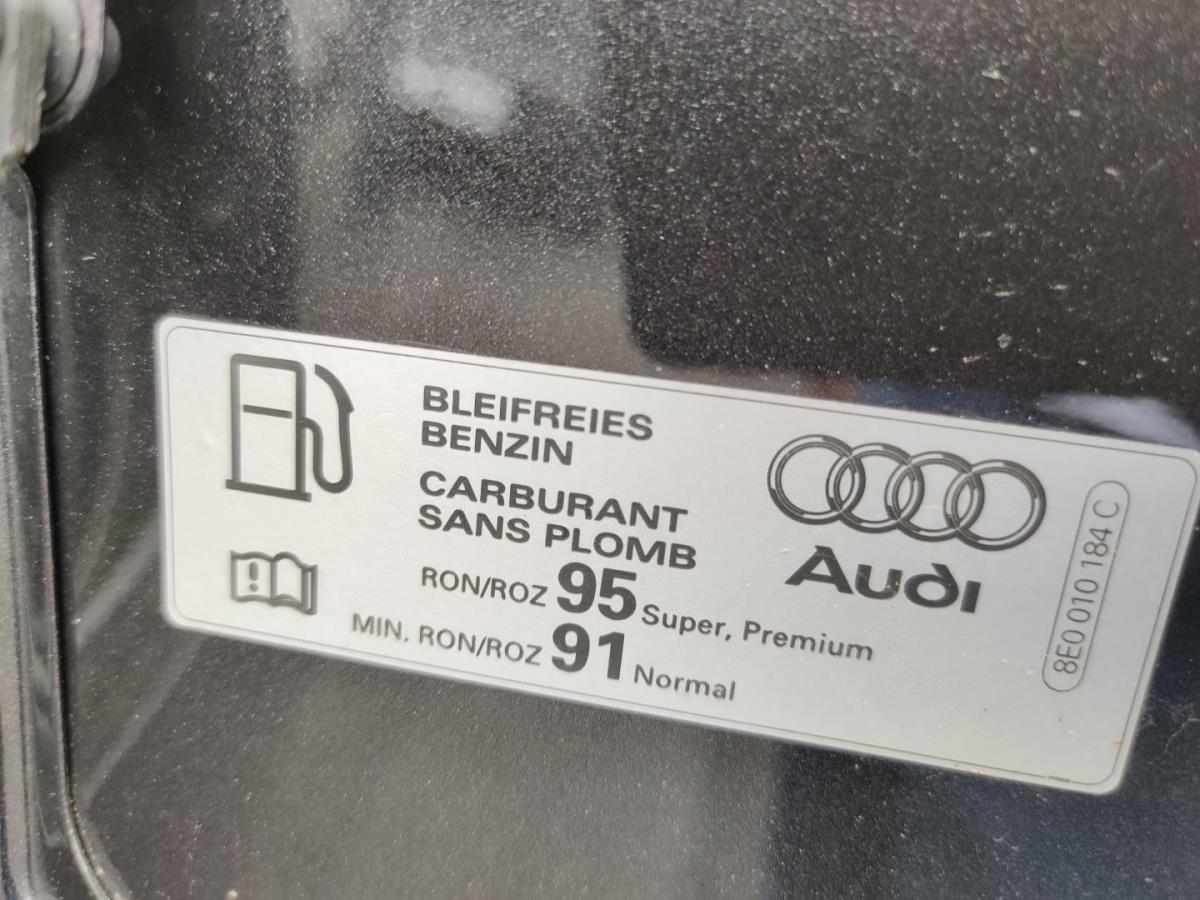 BLEIFREIES
BENZIN
CARBURANT
SANS PLOMB
RON/ROZ 95 Super, Premium
MIN. RON/ROZ 91 Normal
Audi
8E0 010 184 C